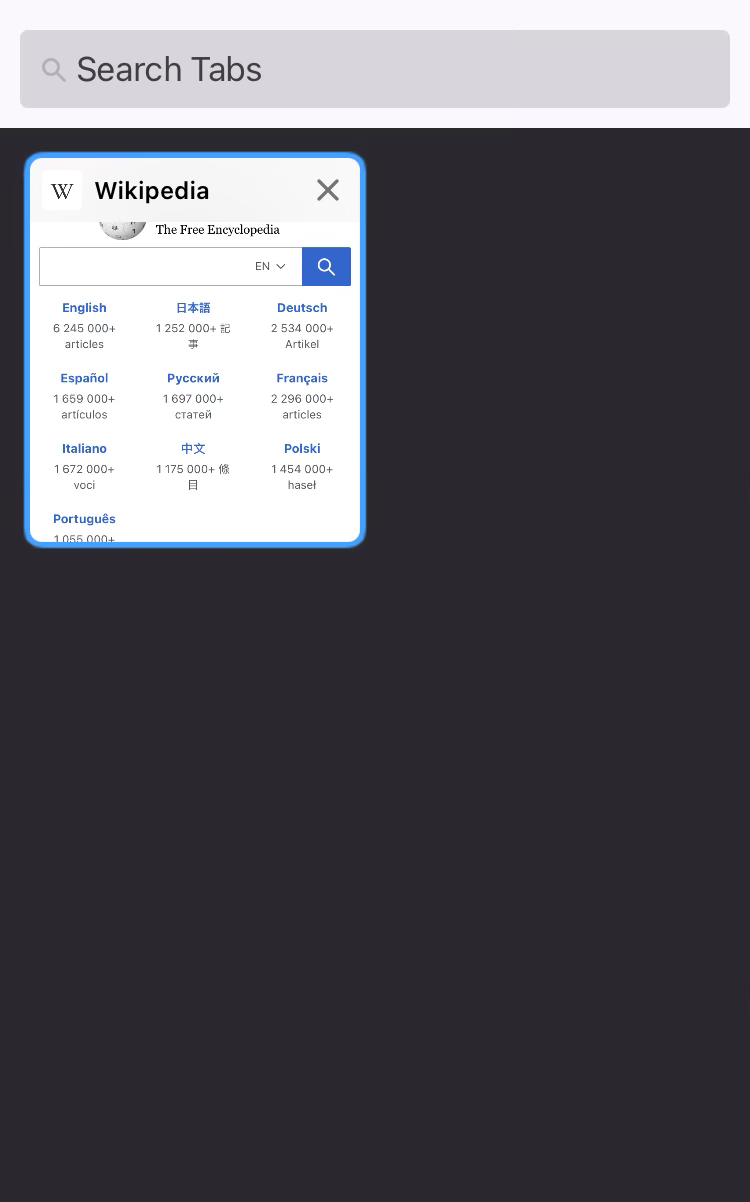 Search Tabs
W Wikipedia
The Free Encyclopedia
EN
English 日本語 Deutsch
6 245 000+ 1 252 000+ 記 2 534 000+
articles 事 Artikel
Español Русский Français
1 659 000+ 1 697 000+ 2 296 000+
artículos статей articles
Italiano 中文 Polski
1 672 000+ 1 175 000+ 條 1 454 000+
voci 目 haseł
Português
1 055 000+